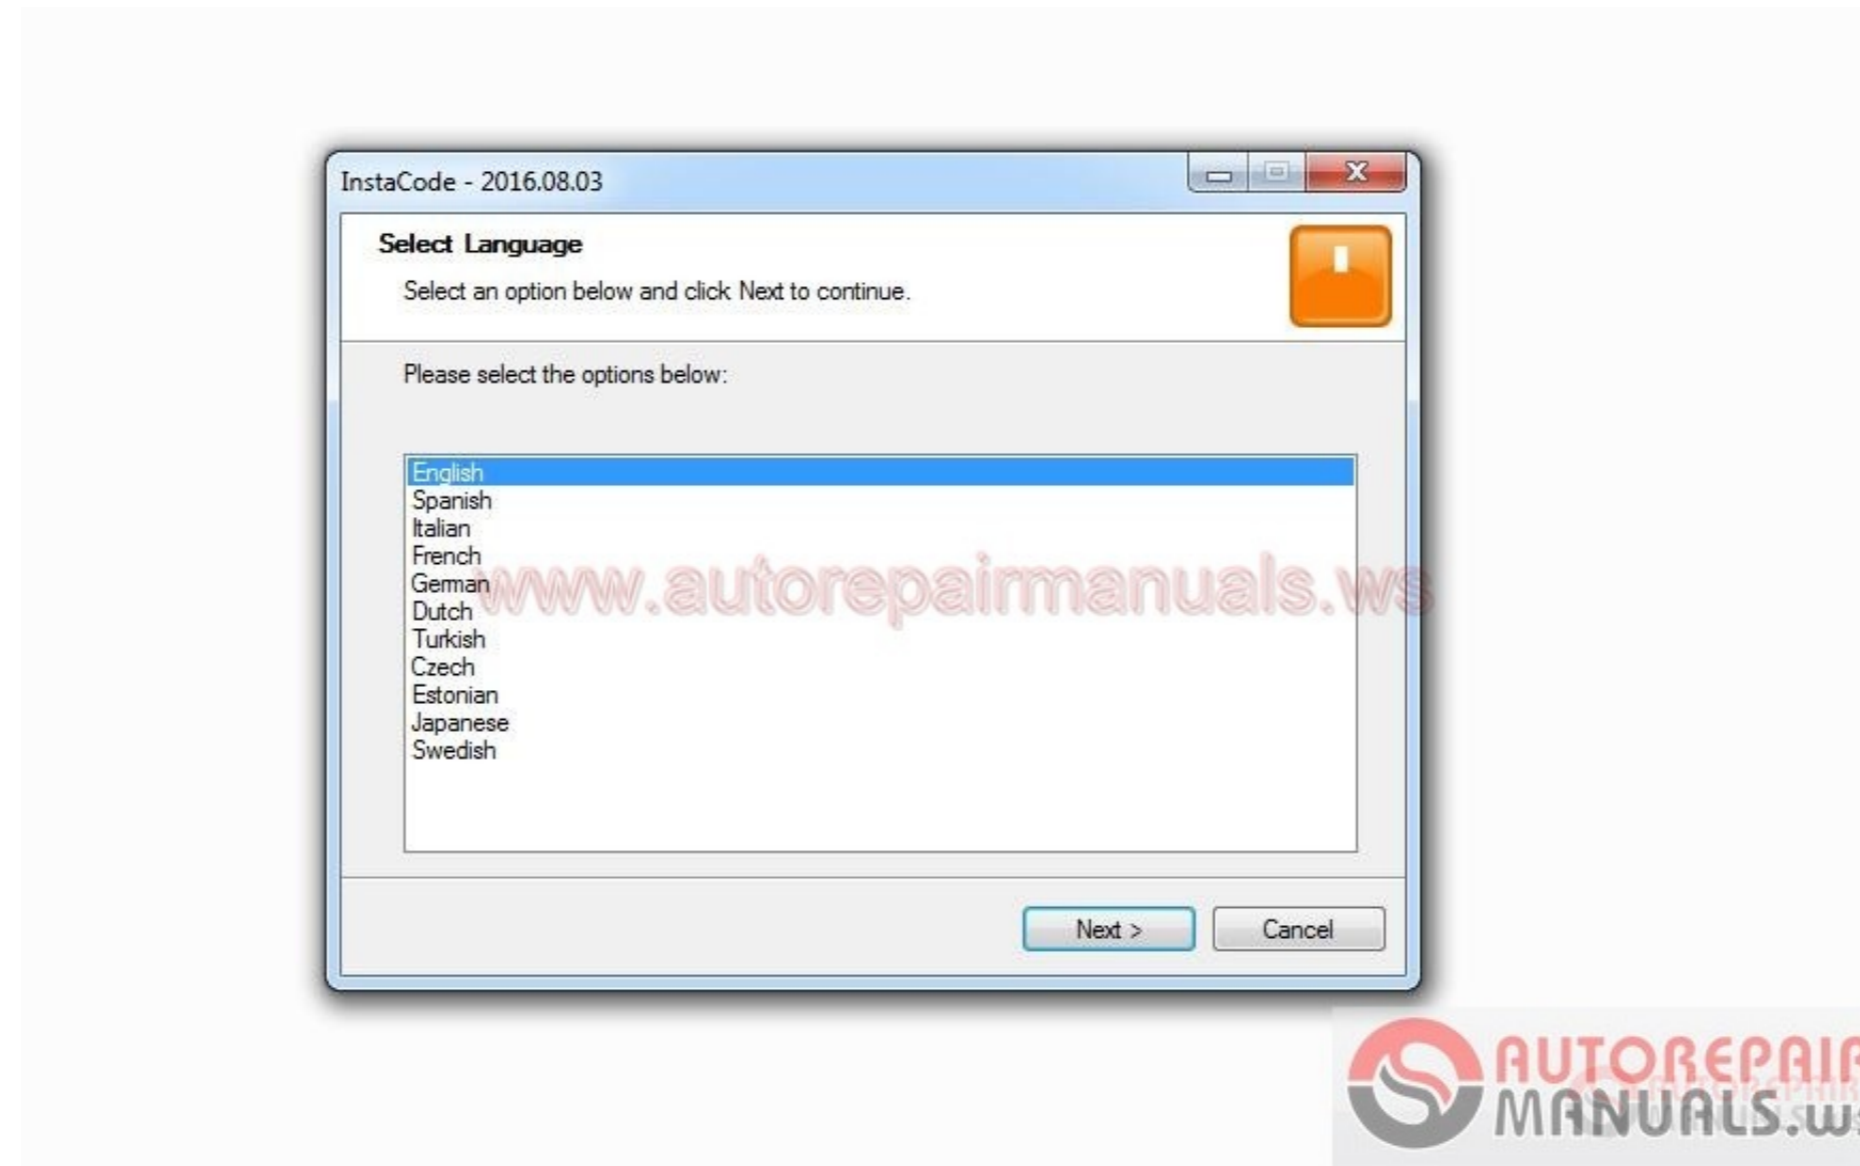 InstaCode - 2016.08.03
Select Language
Select an option below and click Next to continue.
Please select the options below:
English
Spanish
Italian
French
German
Dutch
Turkish
Czech
Estonian
Japanese
Swedish
www.autorepairmanuals.ws
Next >
Cancel
AUTOREPAIR
MANUALS.ws